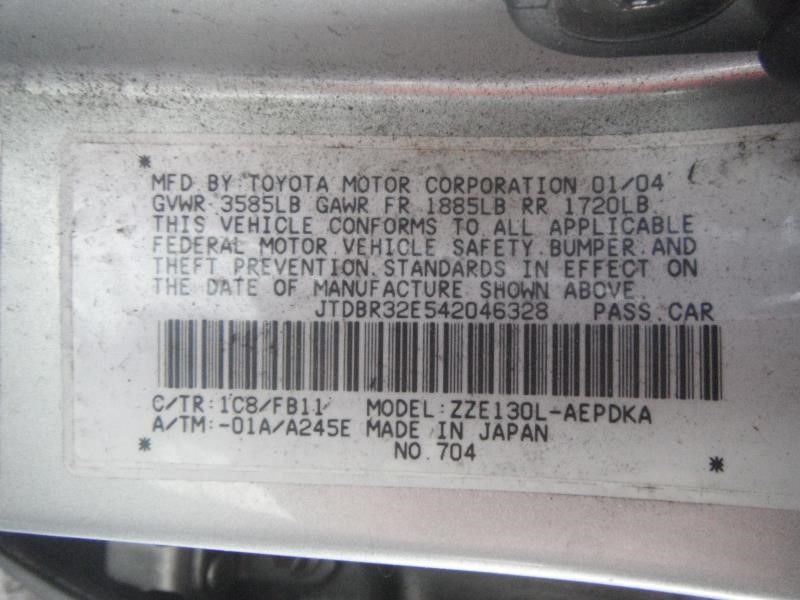 MFD BY:TOYOTA MOTOR CORPORATION 01/04
GVWR 3585LB GAWR FR 1885LB RR 1720LB
THIS VEHICLE CONFORMS TO ALL APPLICABLE
FEDERAL MOTOR VEHICLE SAFETY.BUMPER.AND
THEFT PREVENTION.STANDARDS IN EFFECT ON
THE DATE OF MANUFACTURE SHOWN ABOVE
JTDBR32E542046328 PASS.CAR
C/TR:1C8/FB11 MODEL:ZZE130L-AEPDKA
A/TM:-01A/A245E MADE IN JAPAN
NO.704